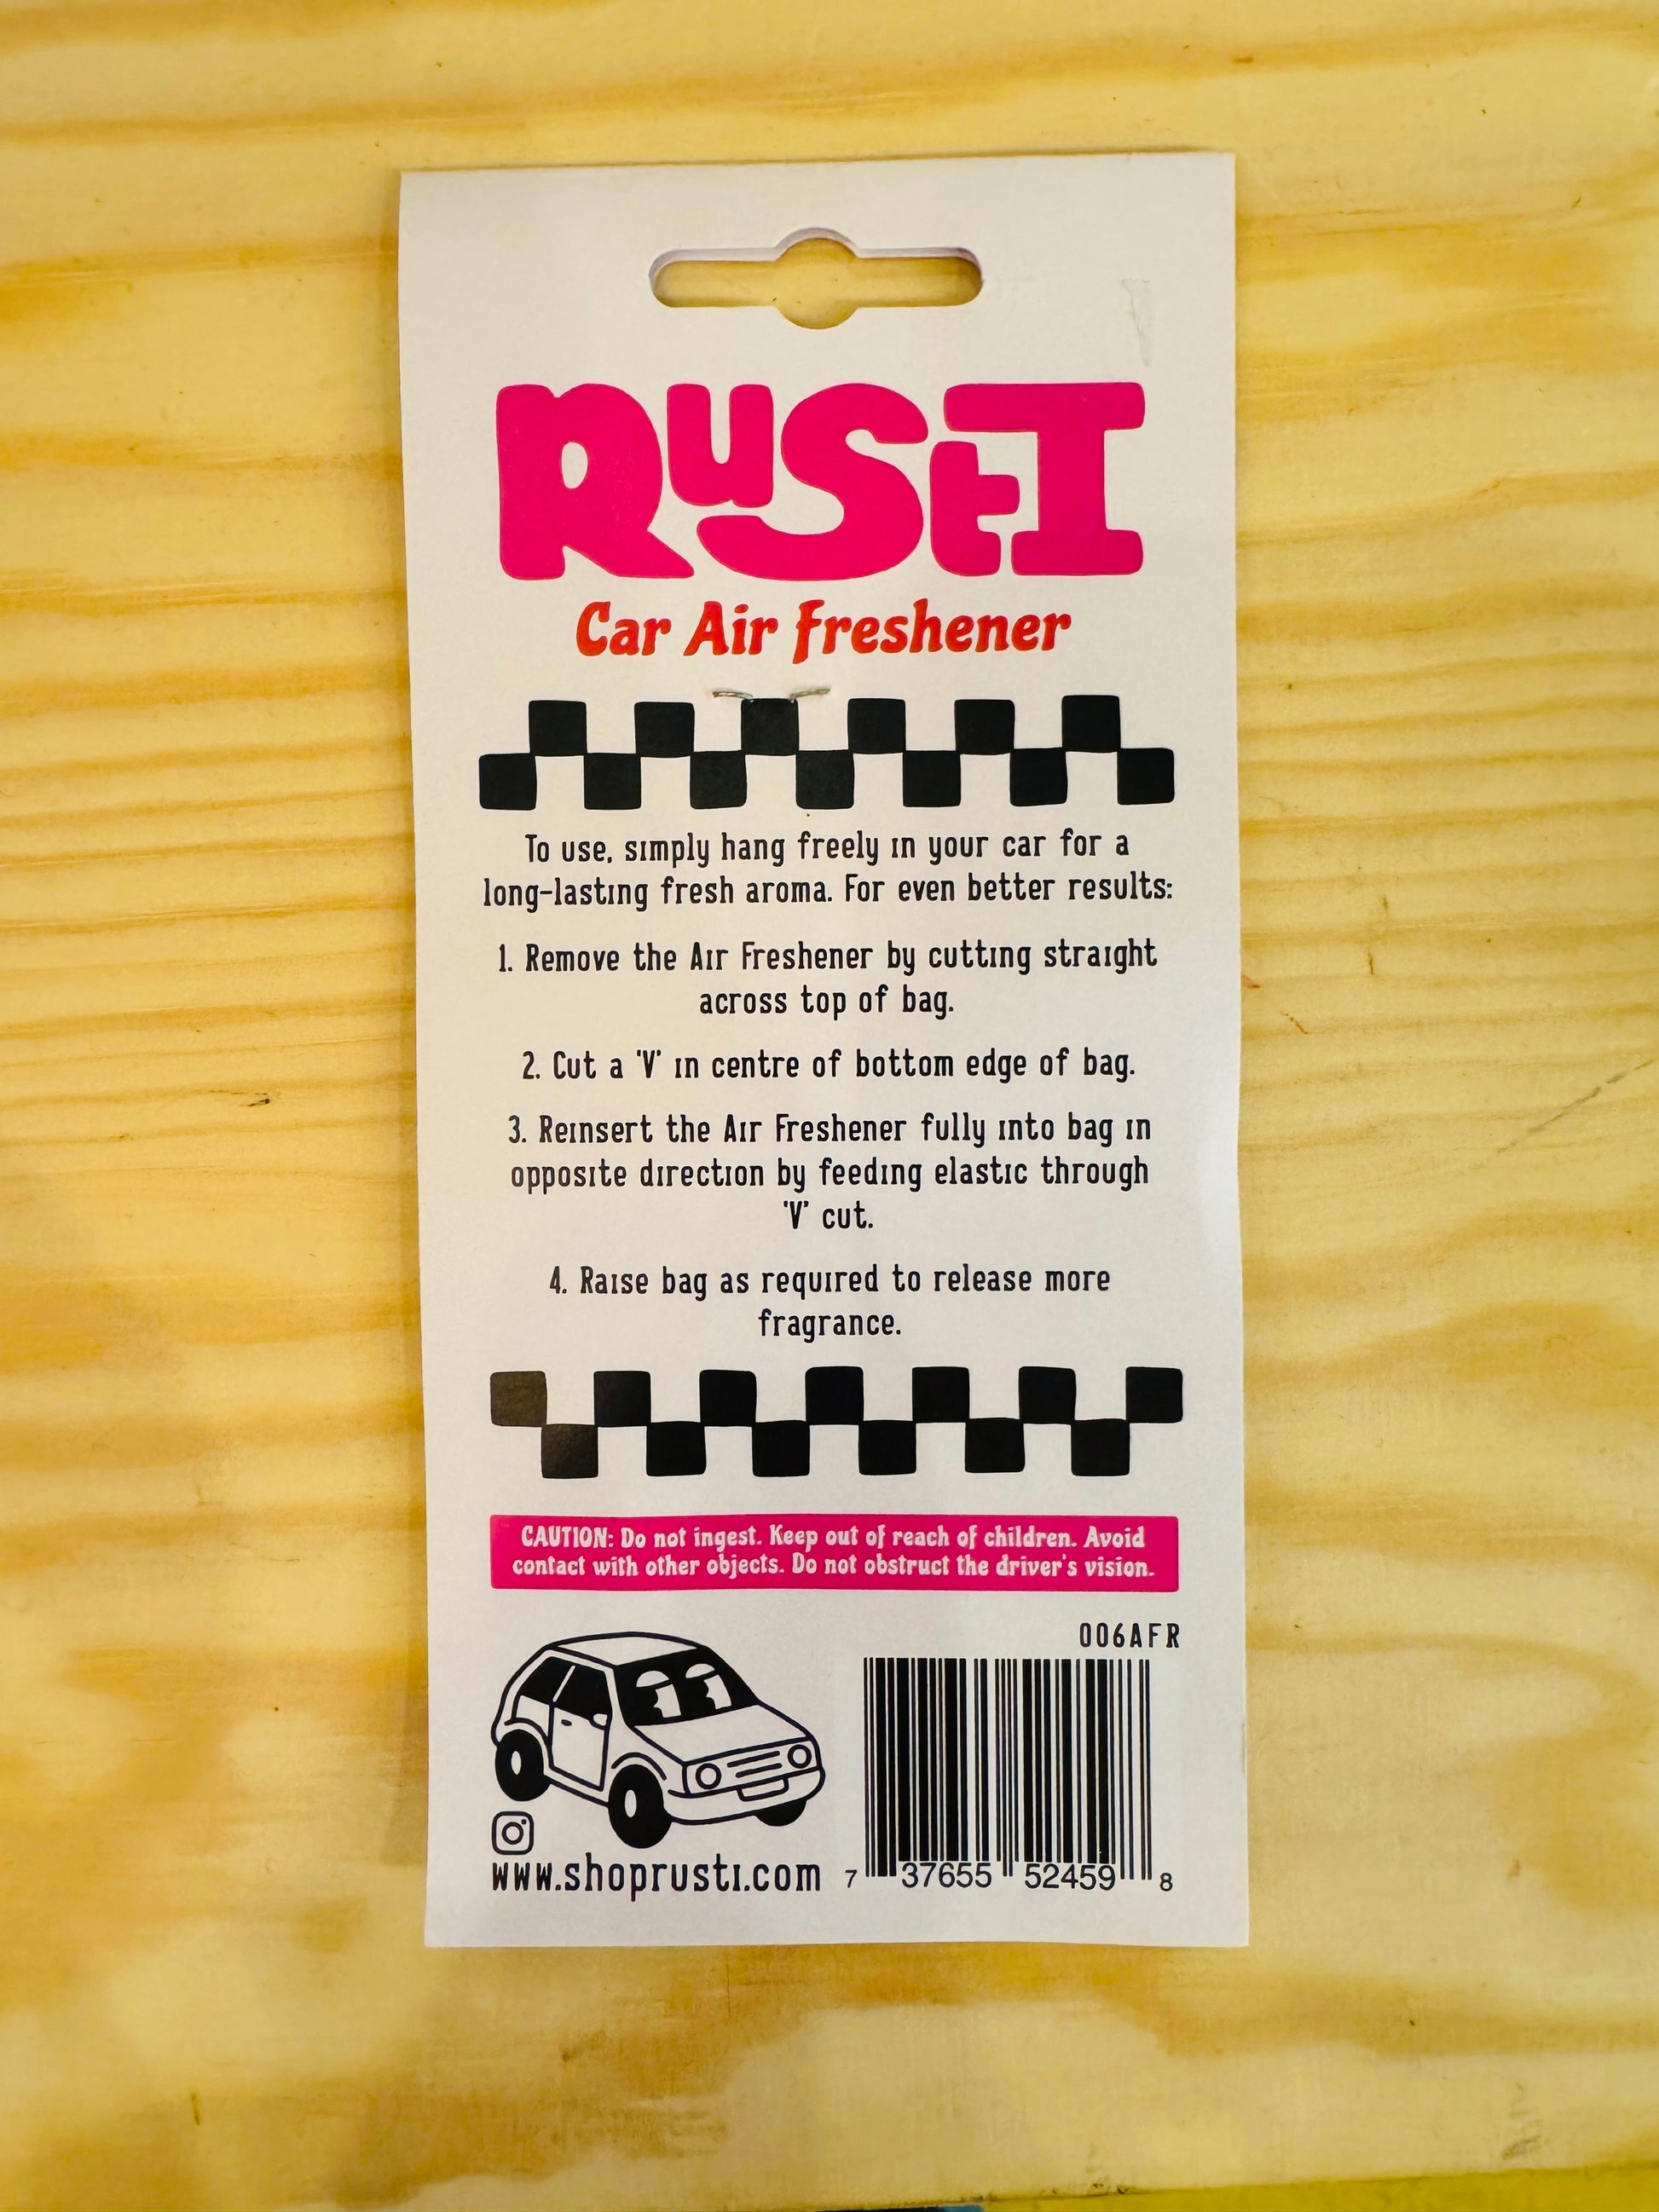 RUStI
Car Air Freshener
To use, simply hang freely in your car for a
long-lasting fresh aroma. For even better results:
1. Remove the Air Freshener by cutting straight
across top of bag.
2. Cut a 'V' in centre of bottom edge of bag.
3. Reinsert the Air Freshener fully into bag in
opposite direction by feeding elastic through
'V' cut.
4. Raise bag as required to release more
fragrance.
CAUTION: Do not ingest. Keep out of reach of children. Avoid
contact with other objects. Do not obstruct the driver's vision.
006AFR
www.shoprusti.com
7 37655 52459 8